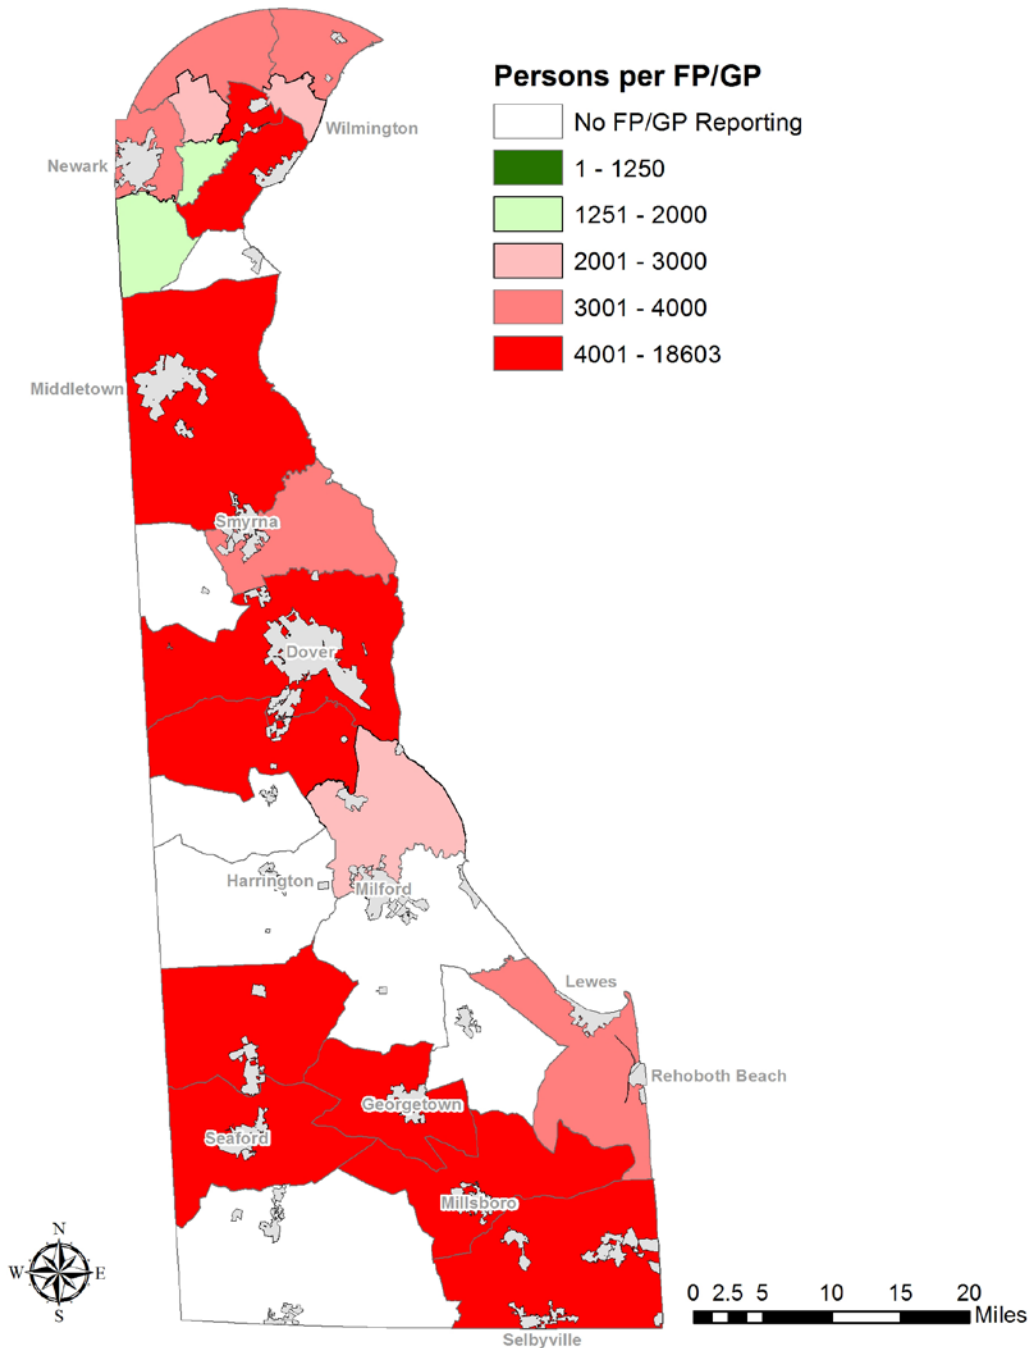 Persons per FP/GP
No FP/GP Reporting
1 - 1250
1251 - 2000
2001 - 3000
3001 - 4000
4001 - 18603
Wilmington
Newark
Middletown
Smyrna
Dover
Harrington
Milford
Lewes
Rehoboth Beach
Georgetown
Seaford
Millsboro
N
W E
S
0 2.5 5 10 15 20
Miles
Selbyville